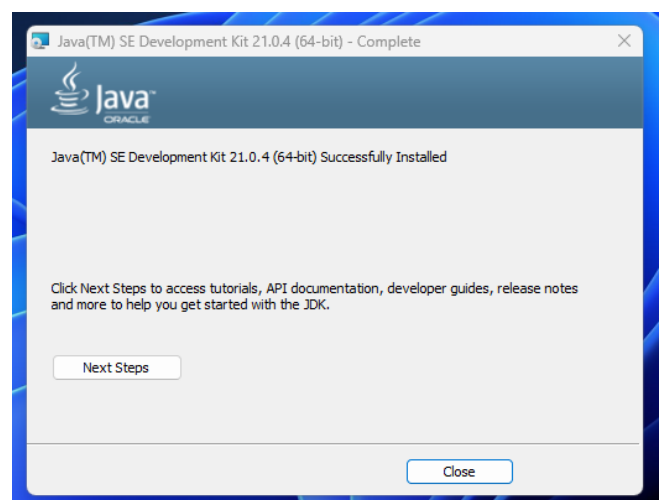 Java(TM) SE Development Kit 21.0.4 (64-bit) - Complete
Java™
ORACLE
Java(TM) SE Development Kit 21.0.4 (64-bit) Successfully Installed
Click Next Steps to access tutorials, API documentation, developer guides, release notes
and more to help you get started with the JDK.
Next Steps
Close